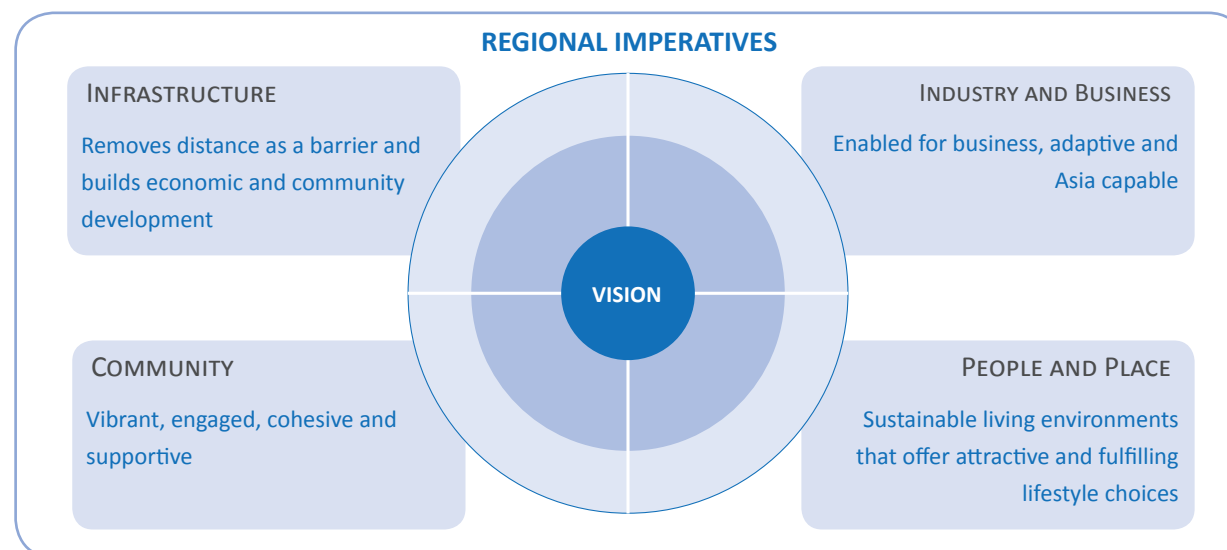 REGIONAL IMPERATIVES
INFRASTRUCTURE
Removes distance as a barrier and
builds economic and community
development
INDUSTRY AND BUSINESS
Enabled for business, adaptive and
Asia capable
VISION
COMMUNITY
Vibrant, engaged, cohesive and
supportive
PEOPLE AND PLACE
Sustainable living environments
that offer attractive and fulfilling
lifestyle choices